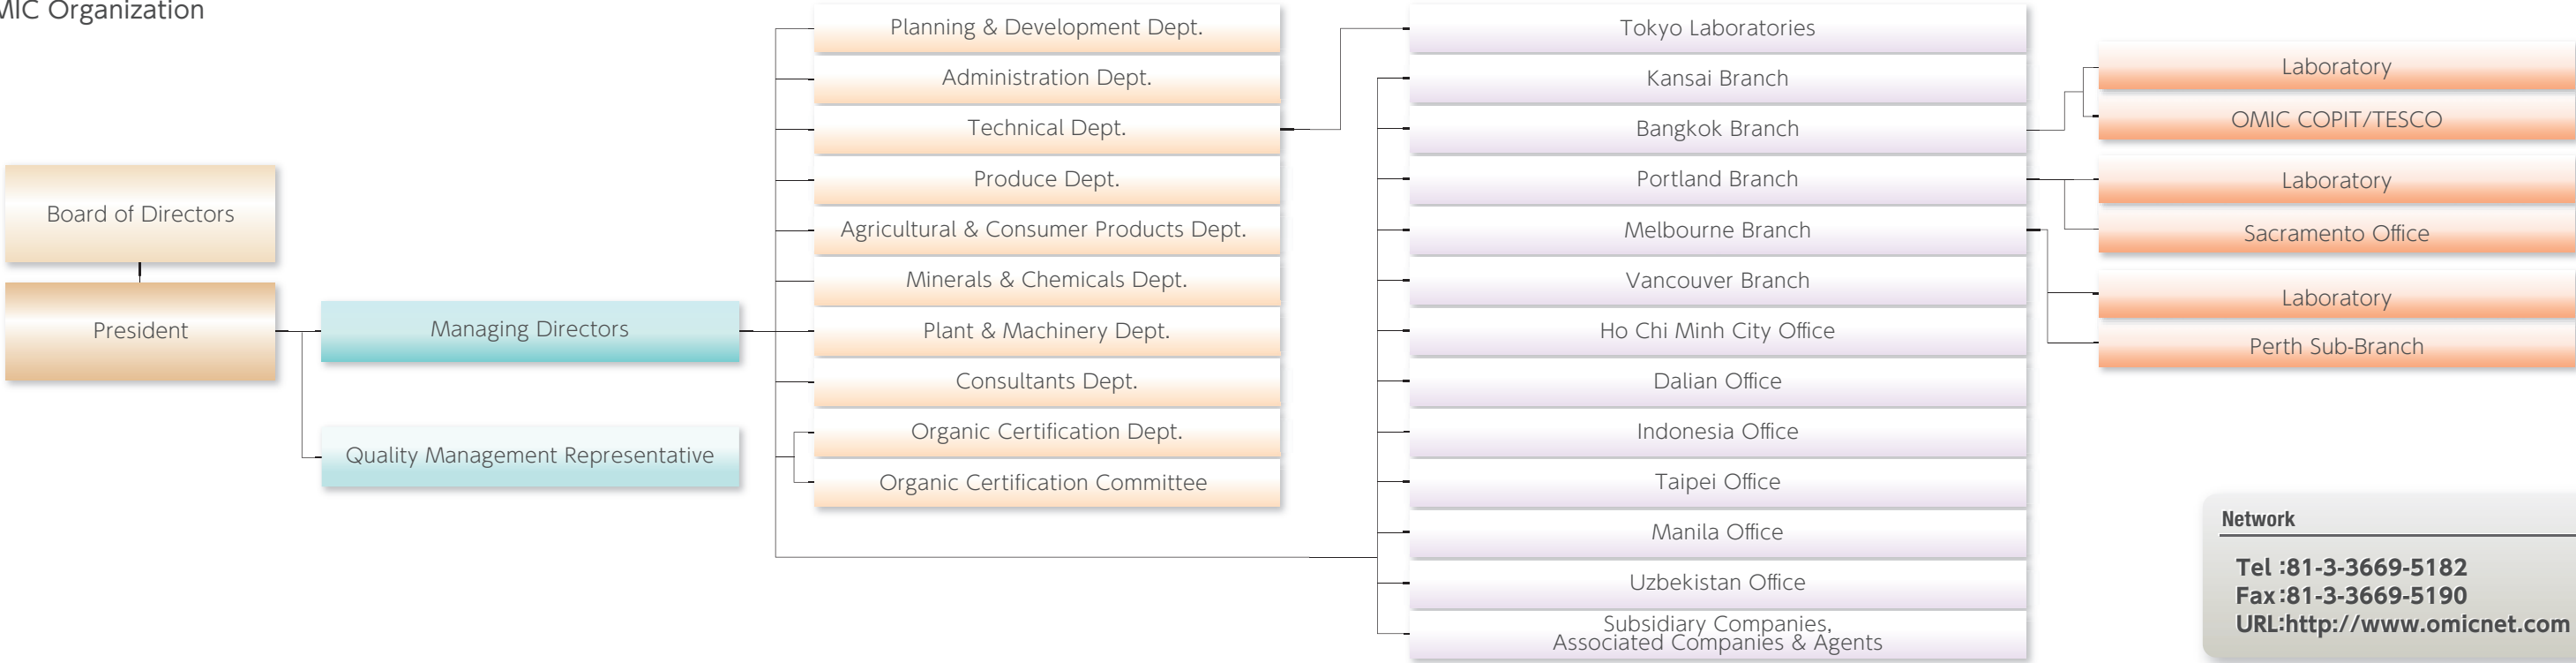 MIC Organization
Board of Directors
President
Managing Directors
Quality Management Representative
Planning & Development Dept.
Administration Dept.
Technical Dept.
Produce Dept.
Agricultural & Consumer Products Dept.
Minerals & Chemicals Dept.
Plant & Machinery Dept.
Consultants Dept.
Organic Certification Dept.
Organic Certification Committee
Tokyo Laboratories
Kansai Branch
Bangkok Branch
Portland Branch
Melbourne Branch
Vancouver Branch
Ho Chi Minh City Office
Dalian Office
Indonesia Office
Taipei Office
Manila Office
Uzbekistan Office
Subsidiary Companies,
Associated Companies & Agents
Laboratory
OMIC COPIT/TESCO
Laboratory
Sacramento Office
Laboratory
Perth Sub-Branch
Network
Tel :81-3-3669-5182
Fax:81-3-3669-5190
URL:http://www.omicnet.com